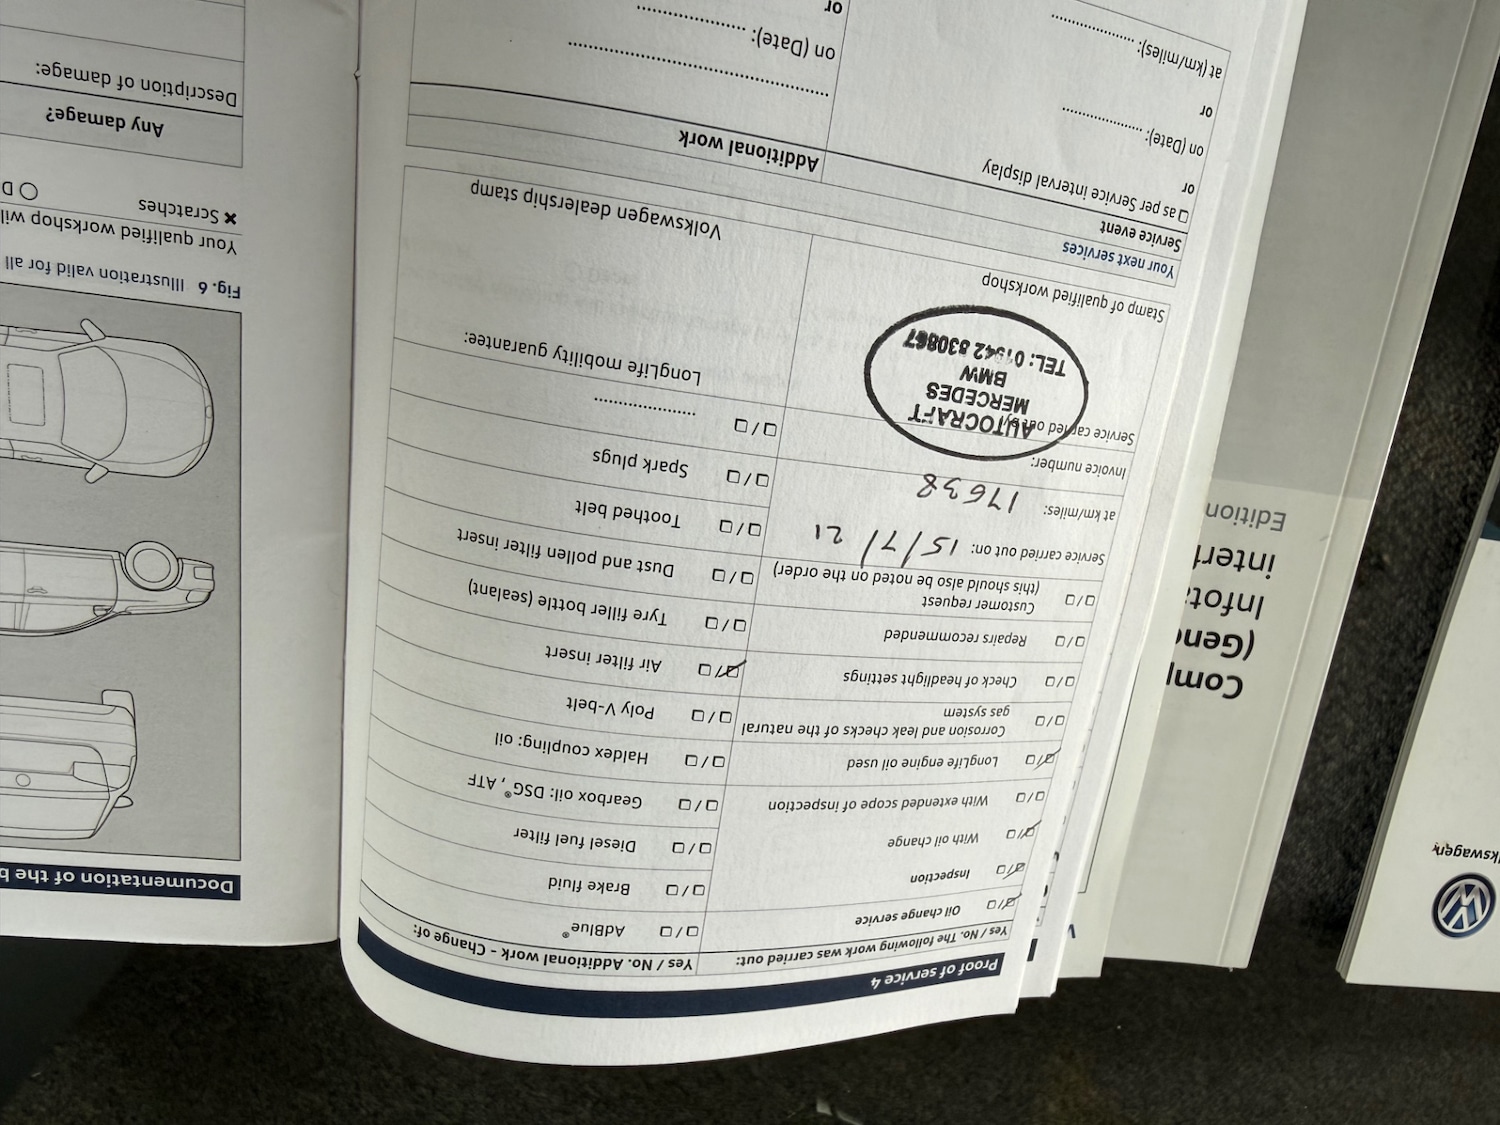 Proof of service 4
Yes / No. The following work was carried out:
☑/☐ Oil change service
☑/☐ Inspection
☑/☐ With oil change
☐/☐ With extended scope of inspection
☑/☐ LongLife engine oil used
☐/☐ Corrosion and leak checks of the natural
gas system
☐/☐ Check of headlight settings
☐/☐ Repairs recommended
☐/☐ Customer request
(this should also be noted on the order)
Service carried out on: 15/7/21
at km/miles: 17638
Invoice number:
Service carried out by:
AUTOCRAFT
MERCEDES
BMW
TEL: 01942 830867
Stamp of qualified workshop
Yes / No. Additional work - Change of:
☐/☐ AdBlue®
☐/☐ Brake fluid
☐/☐ Diesel fuel filter
☐/☐ Gearbox oil: DSG®, ATF
☐/☐ Haldex coupling: oil
☐/☐ Poly V-belt
☑/☐ Air filter insert
☐/☐ Tyre filler bottle (sealant)
☐/☐ Dust and pollen filter insert
☐/☐ Toothed belt
☐/☐ Spark plugs
☐/☐ ..................
LongLife mobility guarantee:
Volkswagen dealership stamp
Your next services
Service event
☐ as per Service interval display
or
on (Date): ..................
or
at (km/miles): ..................
Additional work
........................................
on (Date): ..................
or
Documentation of the b
Fig. 6 Illustration valid for all
Your qualified workshop wil
× Scratches ○ D
Any damage?
Description of damage:
Comp
(Gene
Infota
interf
Edition